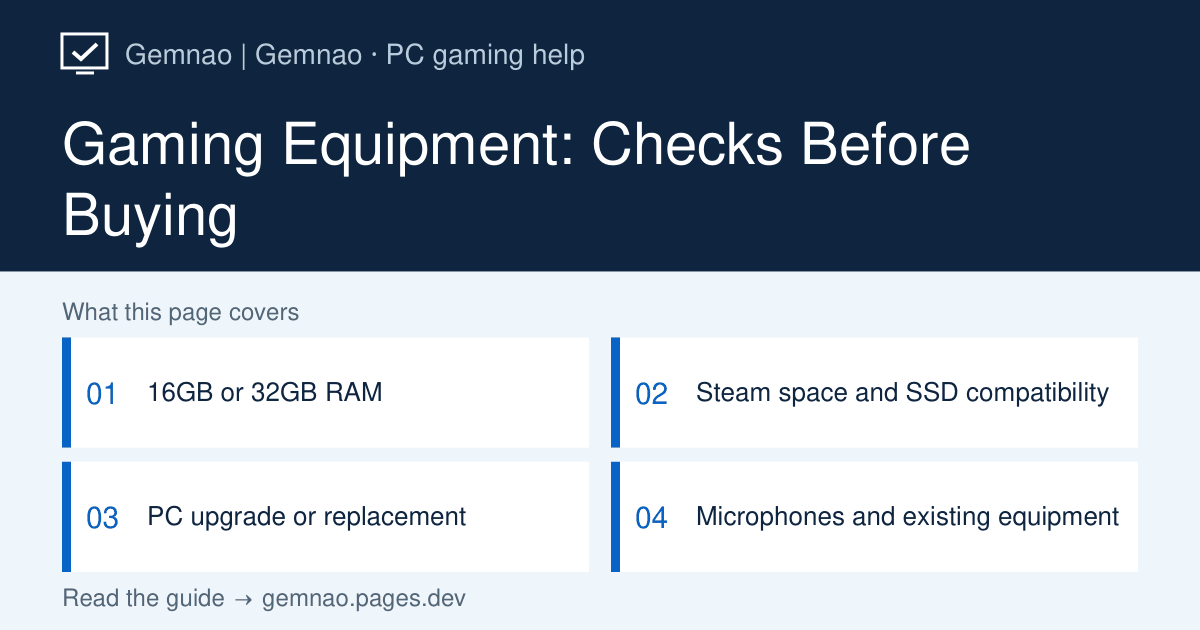 Gemnao | Gemnao · PC gaming help
Gaming Equipment: Checks Before
Buying
What this page covers
01 16GB or 32GB RAM
02 Steam space and SSD compatibility
03 PC upgrade or replacement
04 Microphones and existing equipment
Read the guide → gemnao.pages.dev